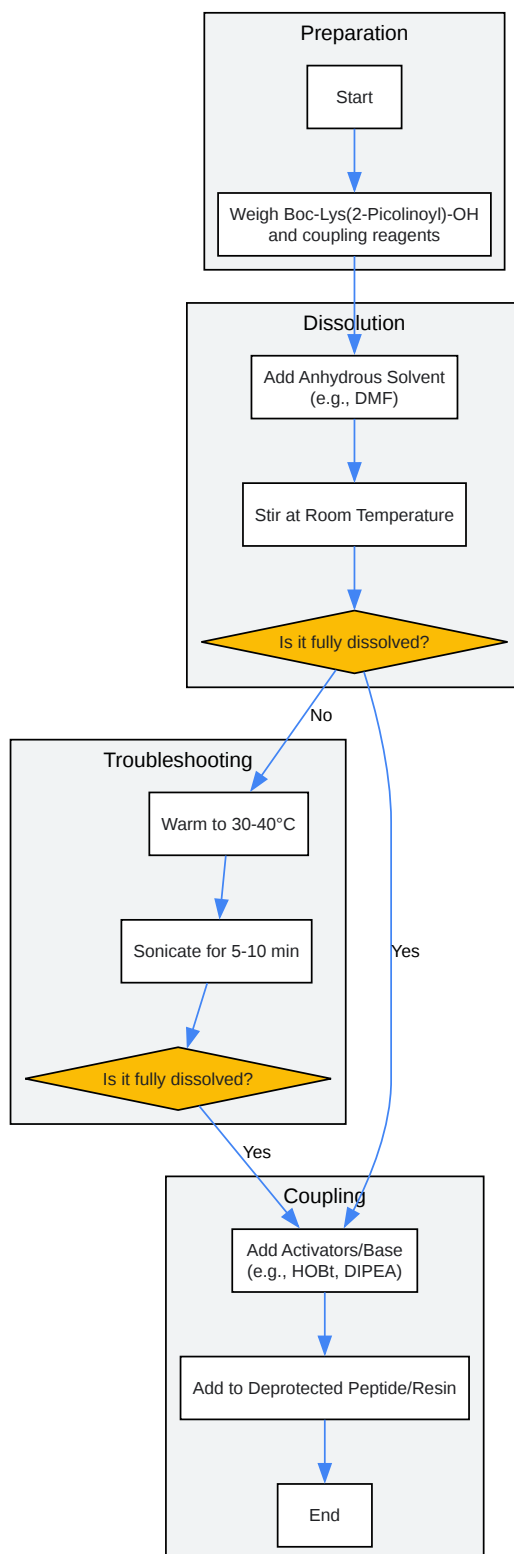 Preparation
Start
Weigh Boc-Lys(2-Picolinoyl)-OH
and coupling reagents
Dissolution
Add Anhydrous Solvent
(e.g., DMF)
Stir at Room Temperature
Is it fully dissolved?
No
Troubleshooting
Warm to 30-40°C
Sonicate for 5-10 min
Yes
Is it fully dissolved?
Yes
Coupling
Add Activators/Base
(e.g., HOBt, DIPEA)
Add to Deprotected Peptide/Resin
End